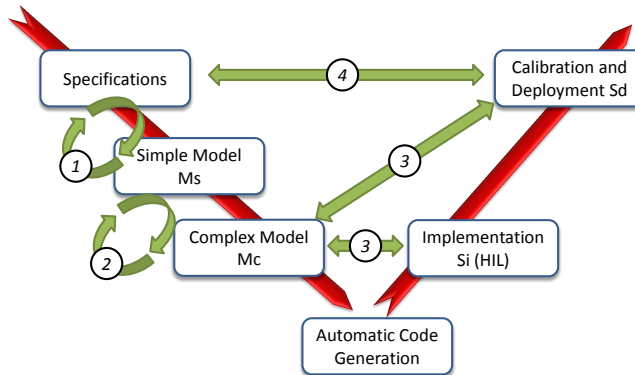 Specifications
4
Calibration and
Deployment Sd
1
Simple Model
Ms
3
2
Complex Model
Mc
3
Implementation
Si (HIL)
Automatic Code
Generation